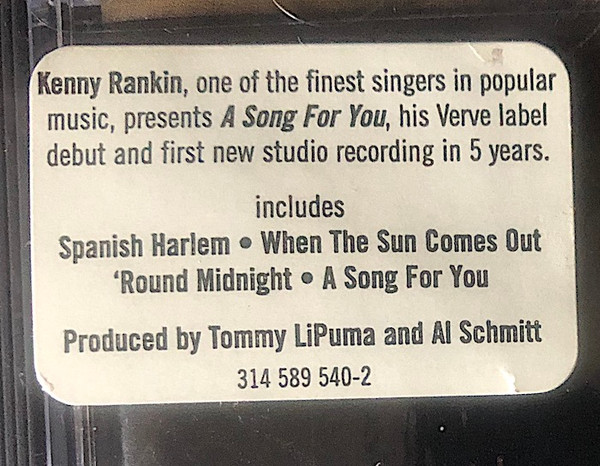 Kenny Rankin, one of the finest singers in popular
music, presents A Song For You, his Verve label
debut and first new studio recording in 5 years.
includes
Spanish Harlem • When The Sun Comes Out
‘Round Midnight • A Song For You
Produced by Tommy LiPuma and Al Schmitt
314 589 540-2